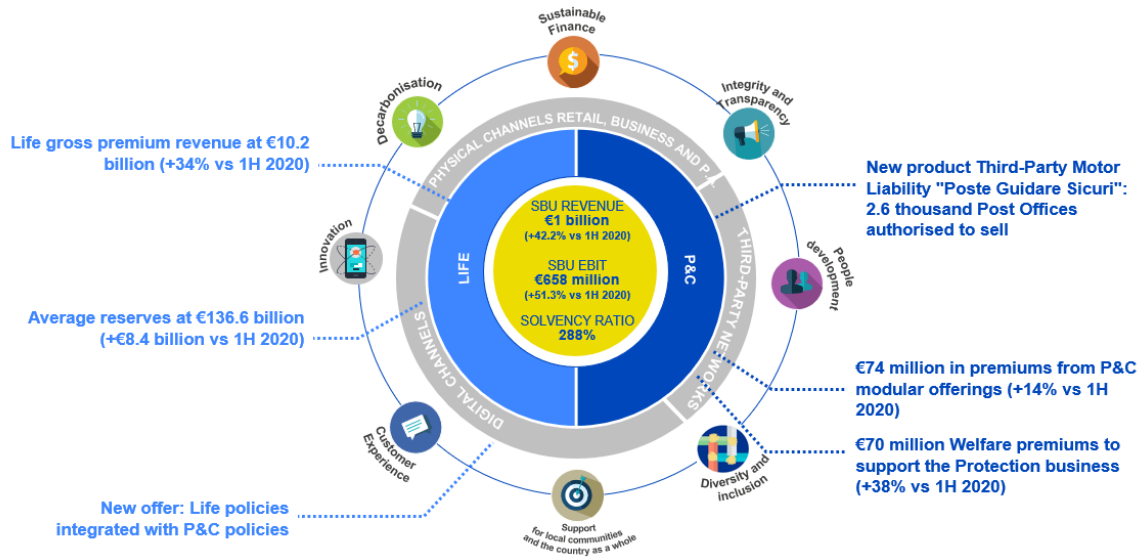 Sustainable
Finance
Decarbonisation
Integrity and
Transparency
Life gross premium revenue at €10.2
billion (+34% vs 1H 2020)
PHYSICAL CHANNELS RETAIL, BUSINESS AND P...
New product Third-Party Motor
Liability "Poste Guidare Sicuri":
2.6 thousand Post Offices
authorised to sell
SBU REVENUE
€1 billion
(+42.2% vs 1H 2020)
SBU EBIT
€658 million
(+51.3% vs 1H 2020)
SOLVENCY RATIO
288%
LIFE
P&C
Innovation
People
development
THIRD-PARTY NETWORKS
DIGITAL CHANNELS
Average reserves at €136.6 billion
(+€8.4 billion vs 1H 2020)
€74 million in premiums from P&C
modular offerings (+14% vs 1H
2020)
Customer
Experience
€70 million Welfare premiums to
support the Protection business
(+38% vs 1H 2020)
Diversity and
inclusion
New offer: Life policies
integrated with P&C policies
Support
for local communities
and the country as a whole